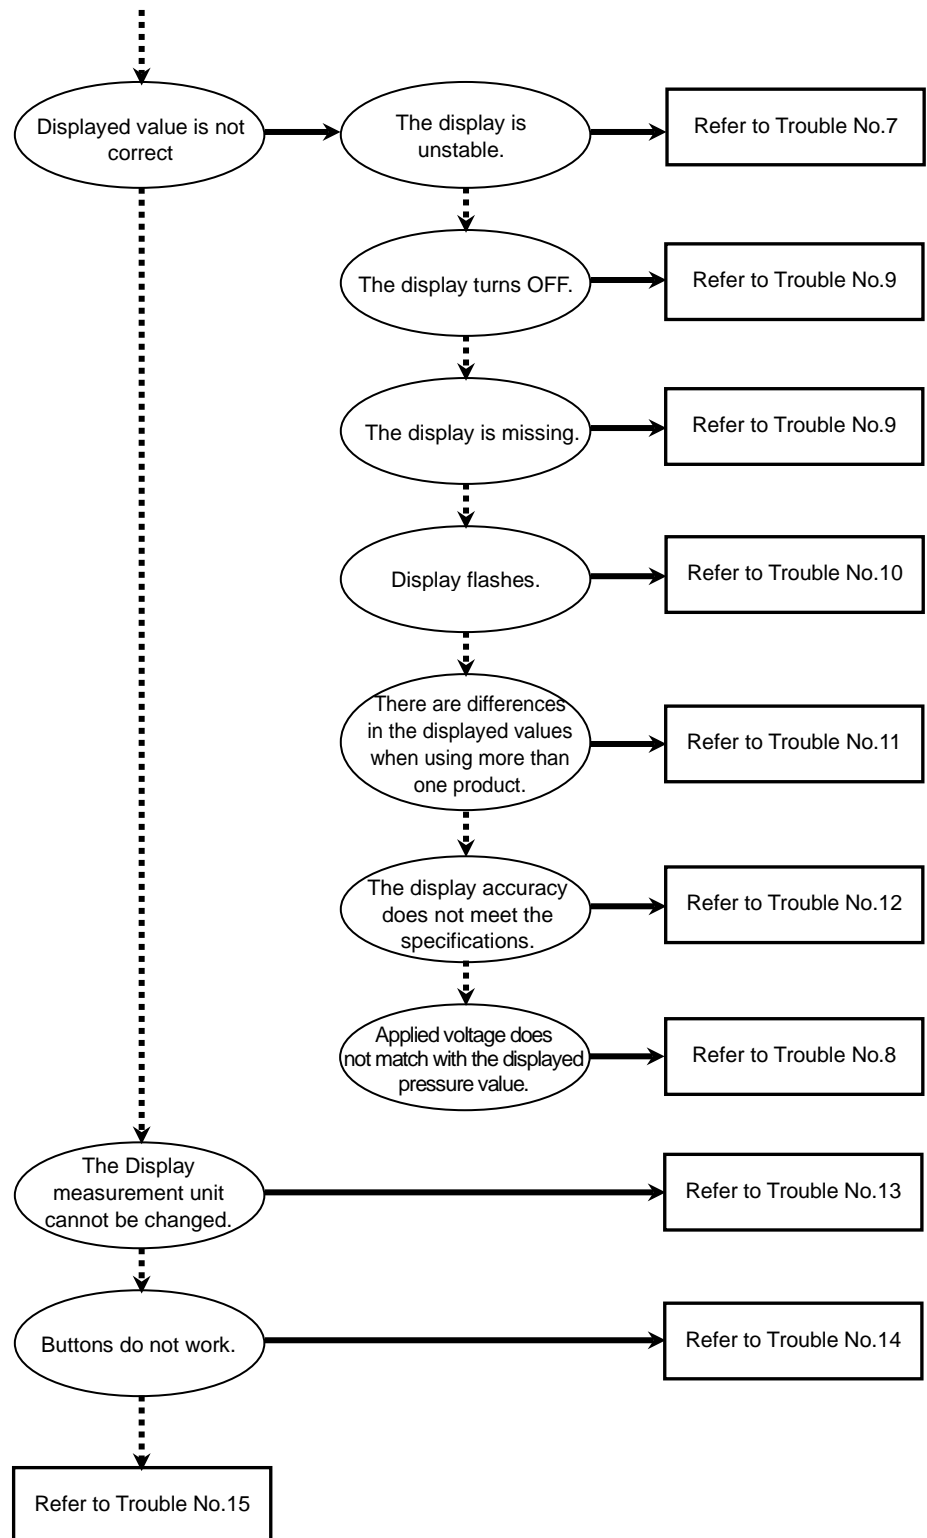 Displayed value is not
correct
The display is
unstable.
Refer to Trouble No.7
The display turns OFF.
Refer to Trouble No.9
The display is missing.
Refer to Trouble No.9
Display flashes.
Refer to Trouble No.10
There are differences
in the displayed values
when using more than
one product.
Refer to Trouble No.11
The display accuracy
does not meet the
specifications.
Refer to Trouble No.12
Applied voltage does
not match with the displayed
pressure value.
Refer to Trouble No.8
The Display
measurement unit
cannot be changed.
Refer to Trouble No.13
Buttons do not work.
Refer to Trouble No.14
Refer to Trouble No.15